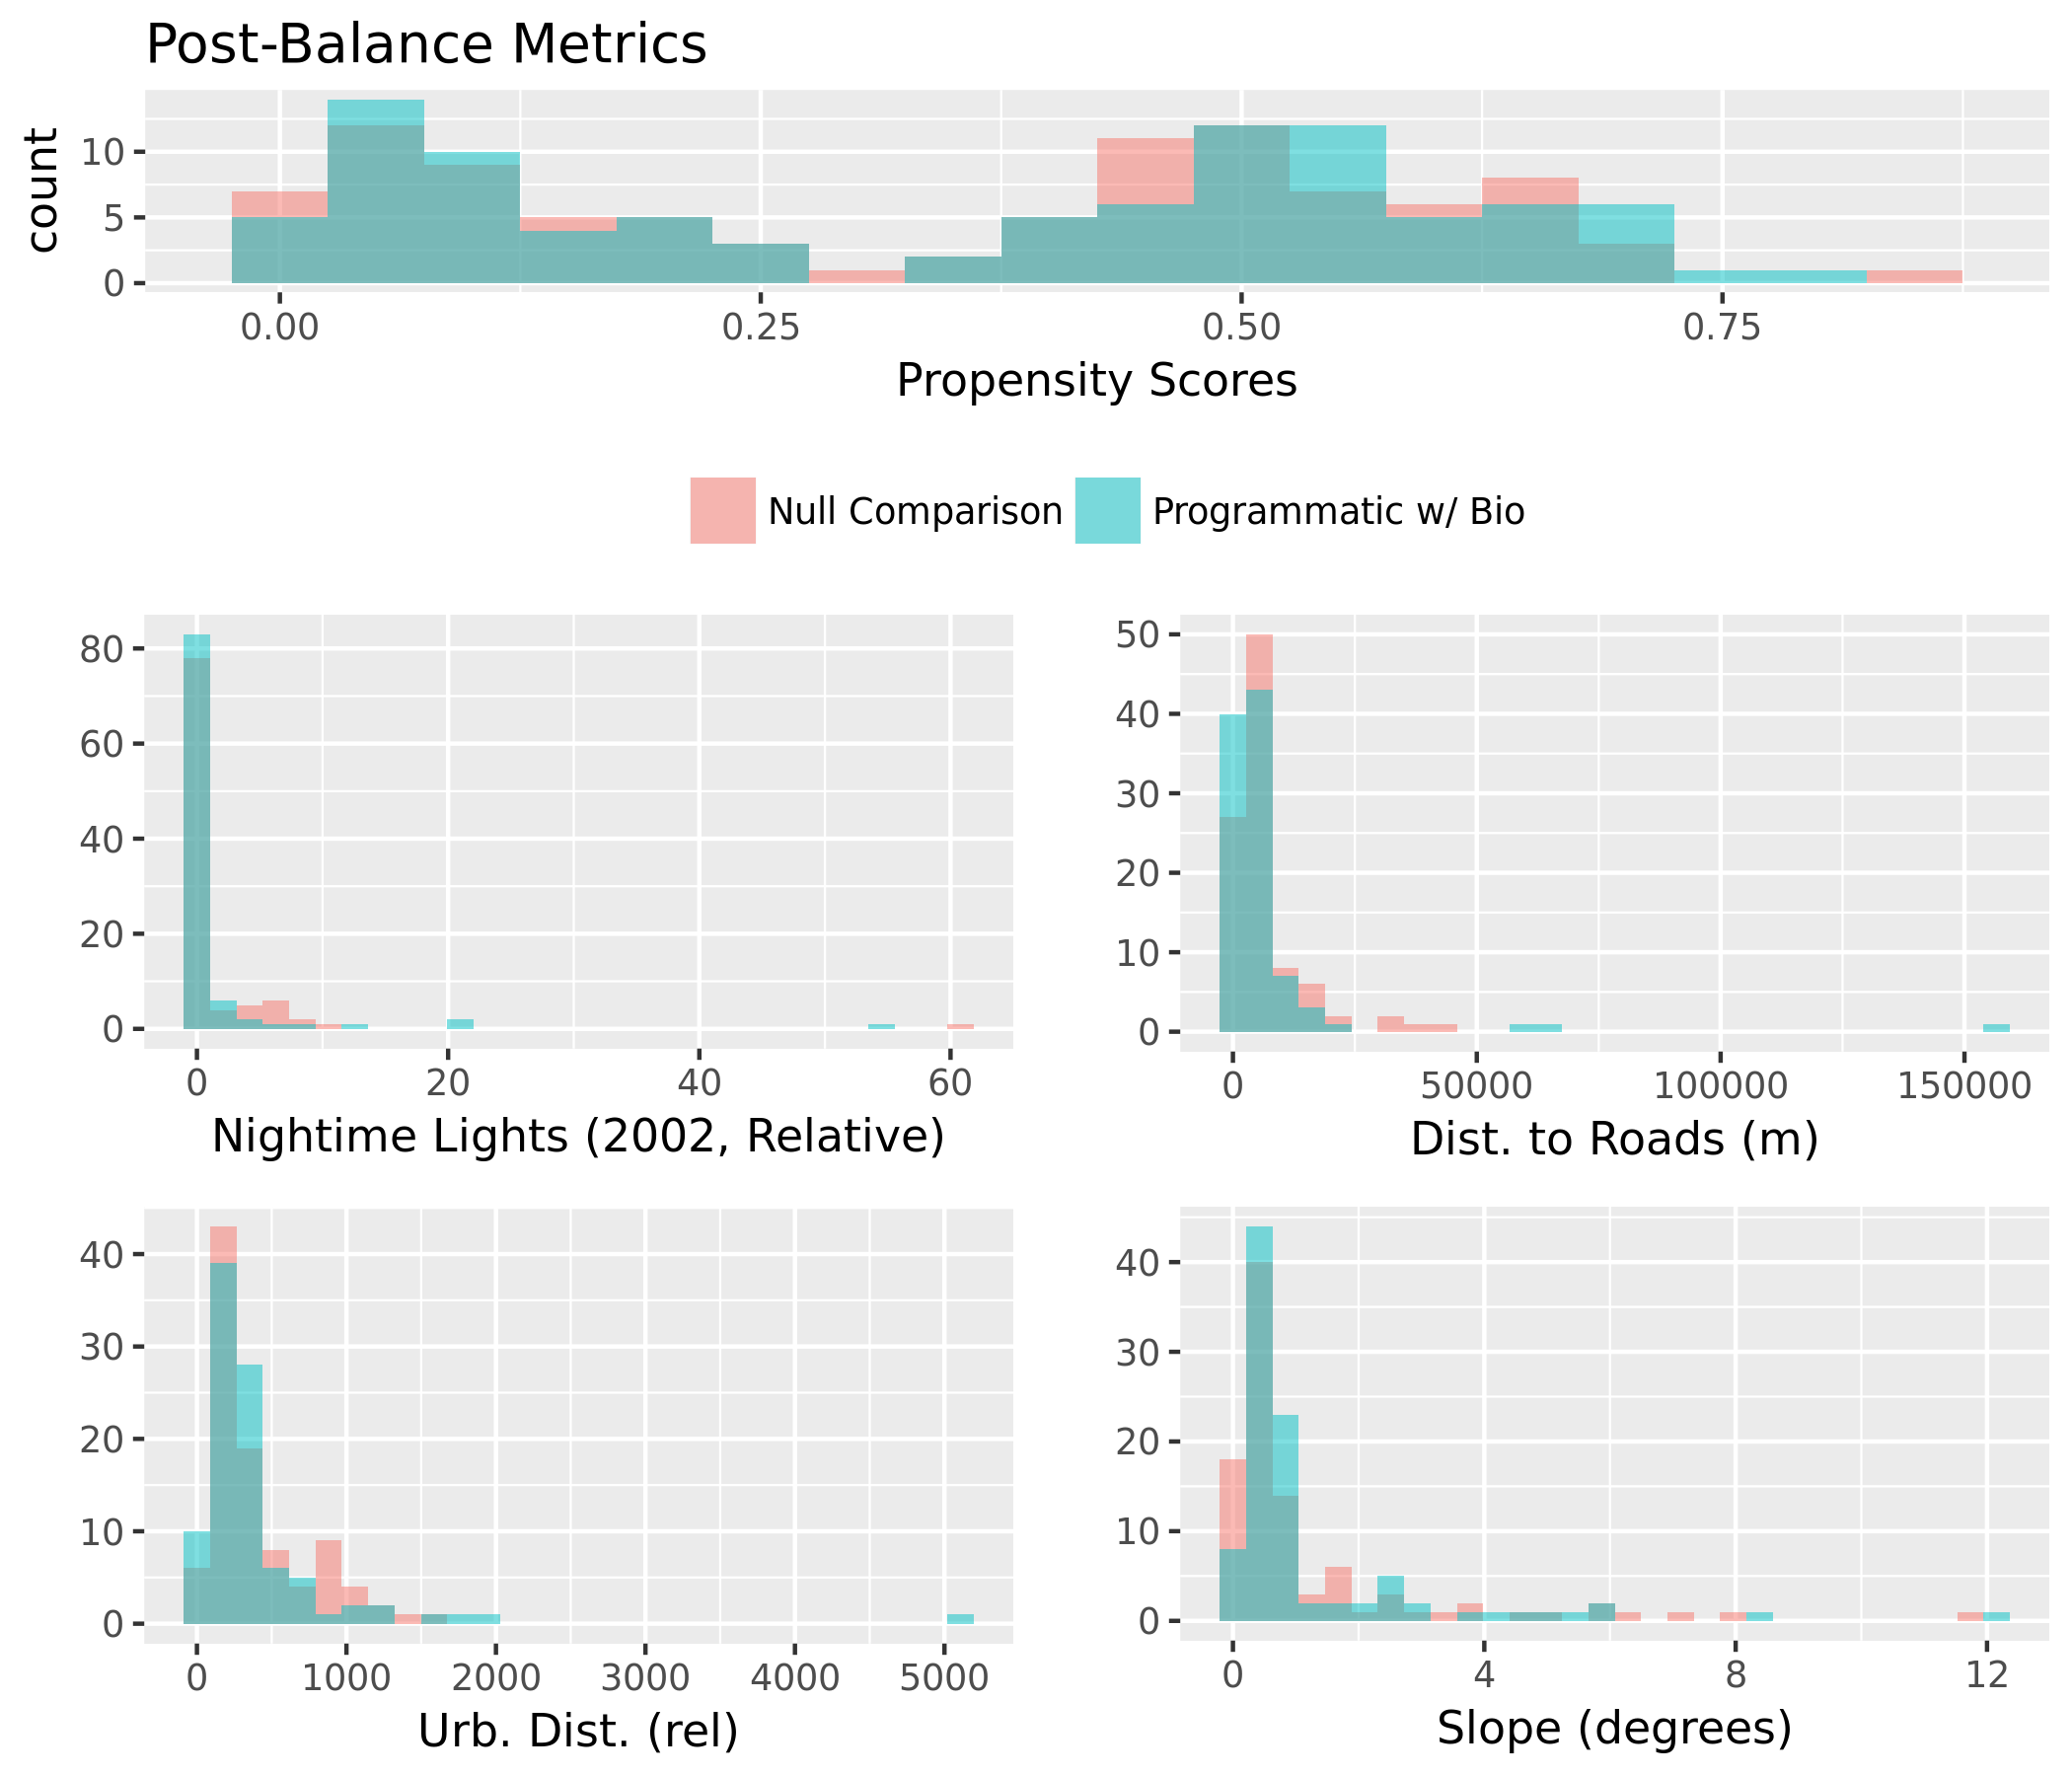 Post-Balance Metrics
count
10
5
0
0.00 0.25 0.50 0.75
Propensity Scores
Null Comparison Programmatic w/ Bio
80
60
40
20
0
0 20 40 60
Nightime Lights (2002, Relative)
50
40
30
20
10
0
0 50000 100000 150000
Dist. to Roads (m)
40
30
20
10
0
0 1000 2000 3000 4000 5000
Urb. Dist. (rel)
40
30
20
10
0
0 4 8 12
Slope (degrees)